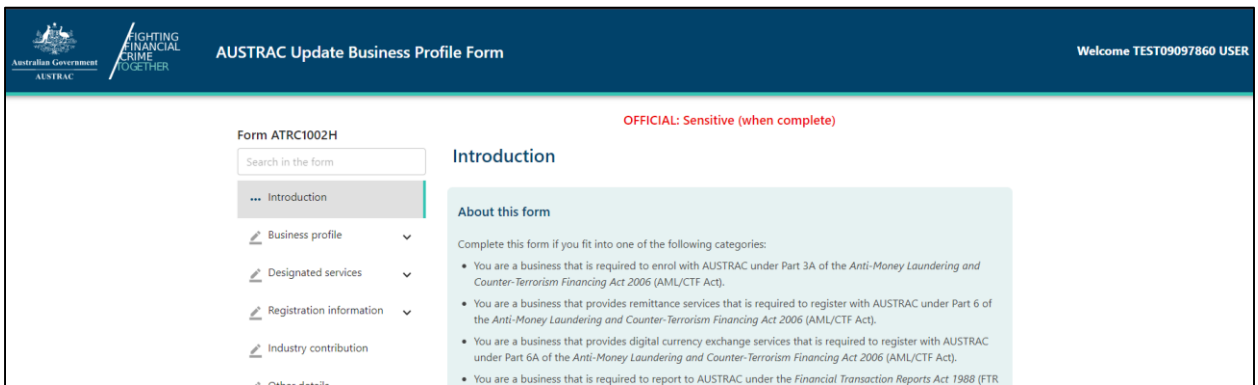 Australian Government
AUSTRAC
FIGHTING
FINANCIAL
CRIME
TOGETHER
AUSTRAC Update Business Profile Form
Welcome TEST09097860 USER
OFFICIAL: Sensitive (when complete)
Form ATRC1002H
Search in the form
Introduction
Business profile
Designated services
Registration information
Industry contribution
Other details
Introduction
About this form
Complete this form if you fit into one of the following categories:
• You are a business that is required to enrol with AUSTRAC under Part 3A of the Anti-Money Laundering and
Counter-Terrorism Financing Act 2006 (AML/CTF Act).
• You are a business that provides remittance services that is required to register with AUSTRAC under Part 6 of
the Anti-Money Laundering and Counter-Terrorism Financing Act 2006 (AML/CTF Act).
• You are a business that provides digital currency exchange services that is required to register with AUSTRAC
under Part 6A of the Anti-Money Laundering and Counter-Terrorism Financing Act 2006 (AML/CTF Act).
• You are a business that is required to report to AUSTRAC under the Financial Transaction Reports Act 1988 (FTR